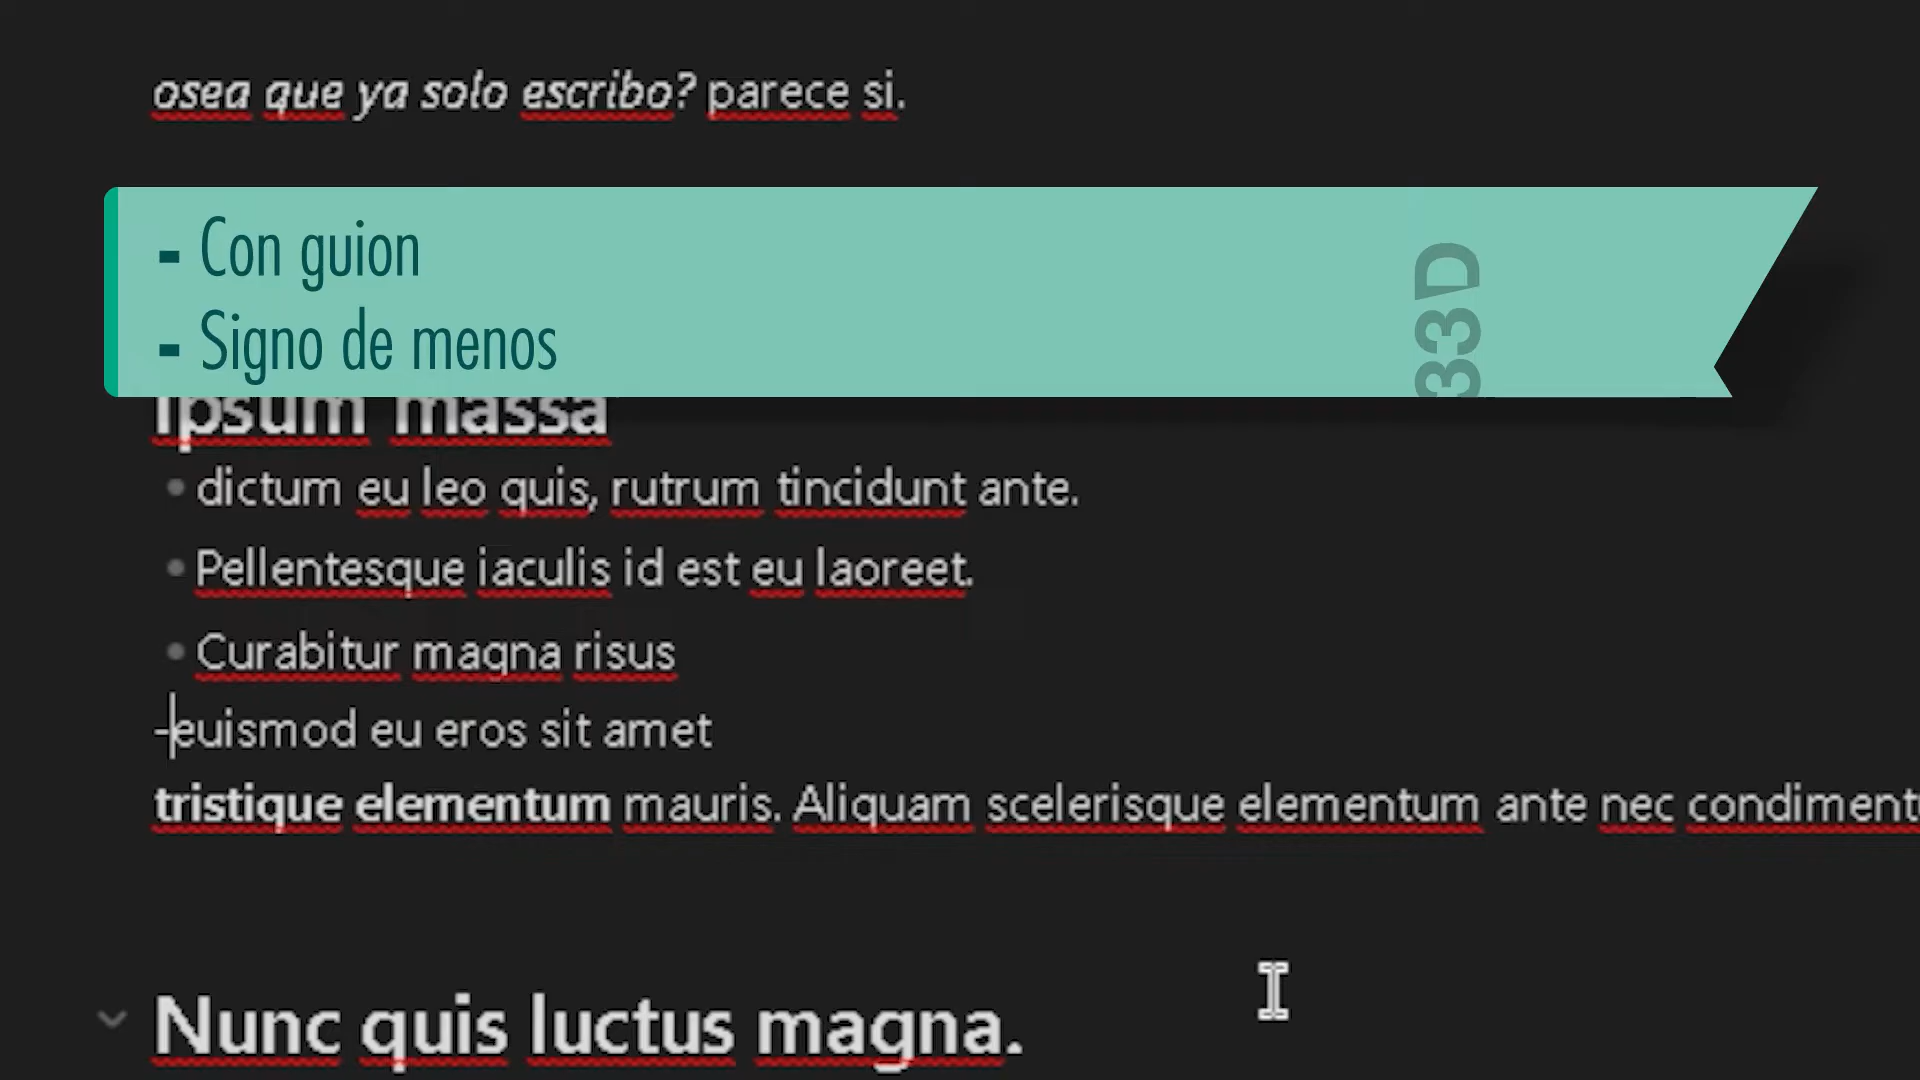 osea que ya solo escribo? parece si.
- Con guion
- Signo de menos
33D
Ipsum massa
• dictum eu leo quis, rutrum tincidunt ante.
• Pellentesque iaculis id est eu laoreet.
• Curabitur magna risus
-euismod eu eros sit amet
tristique elementum mauris. Aliquam scelerisque elementum ante nec
Nunc quis luctus magna.